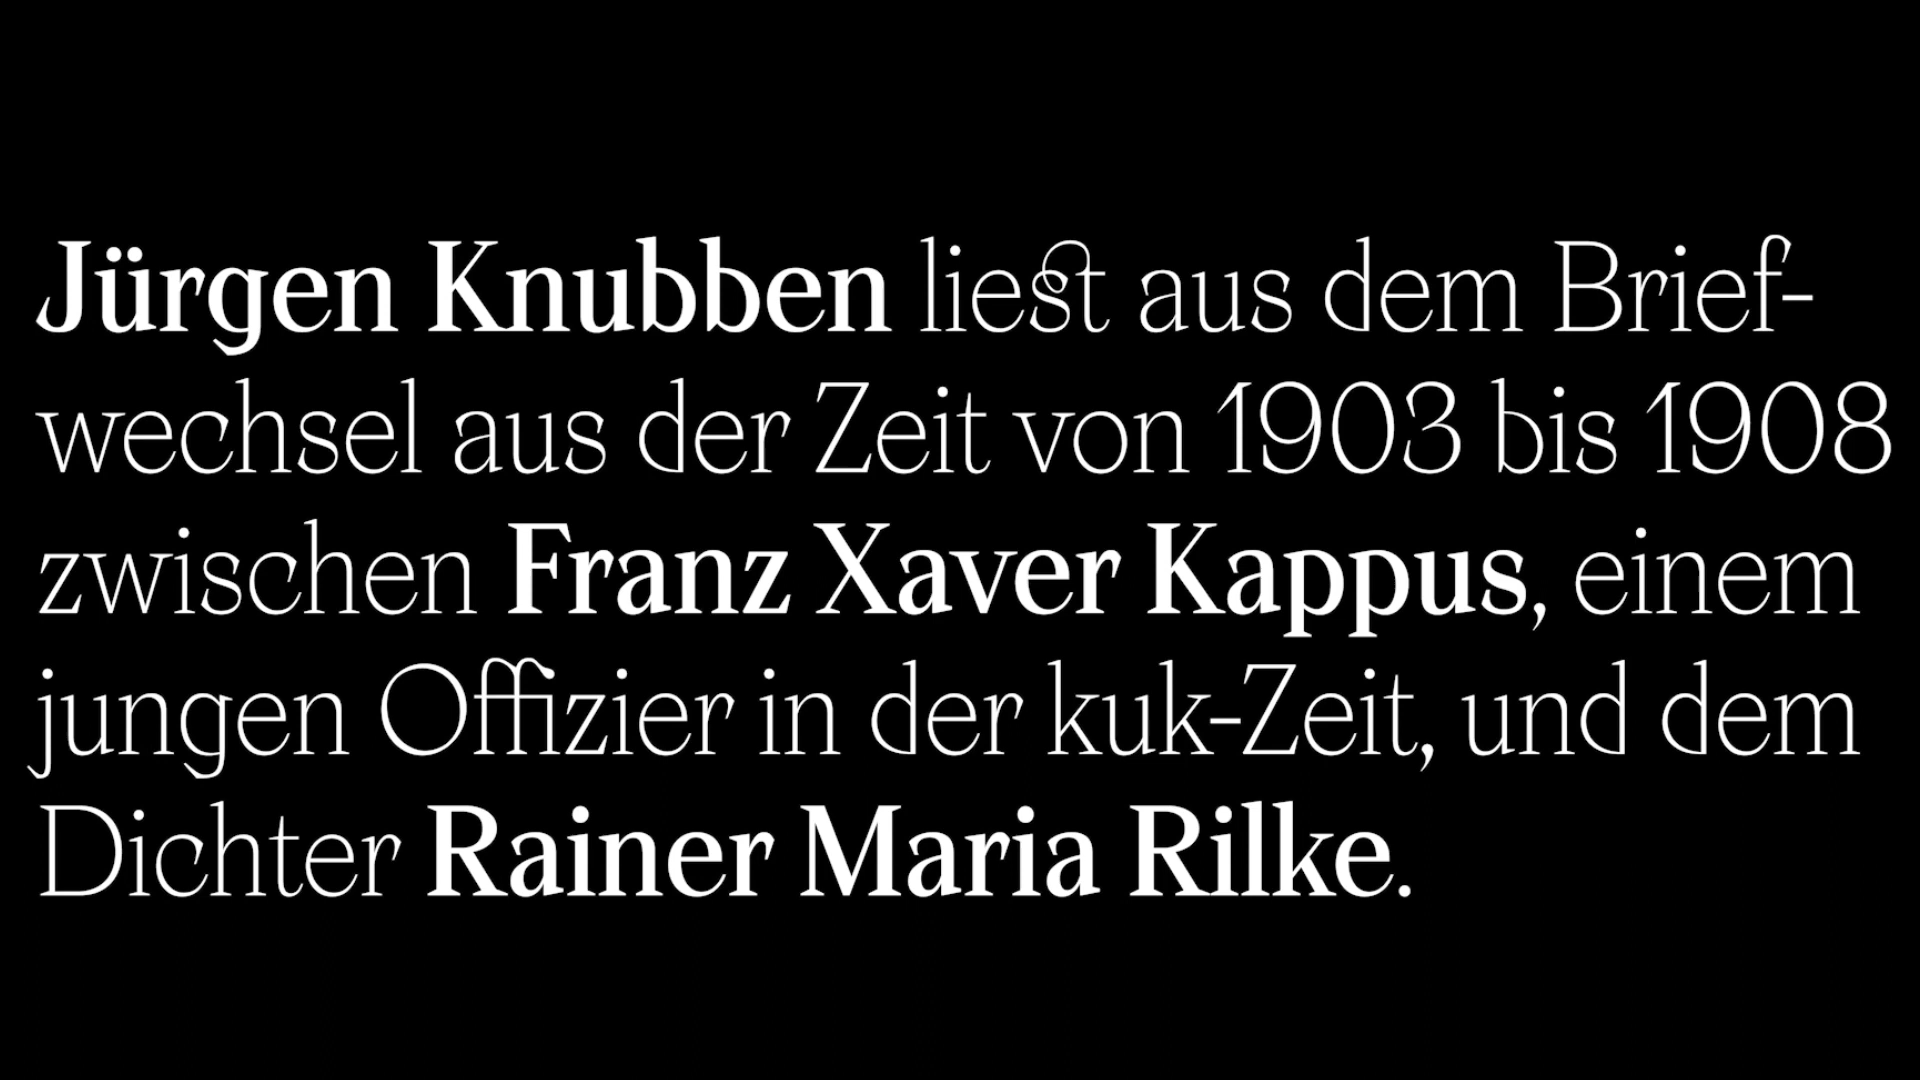 Jürgen Knubben liest aus dem Brief-
wechsel aus der Zeit von 1903 bis 1908
zwischen Franz Xaver Kappus, einem
jungen Offizier in der kuk-Zeit, und dem
Dichter Rainer Maria Rilke.